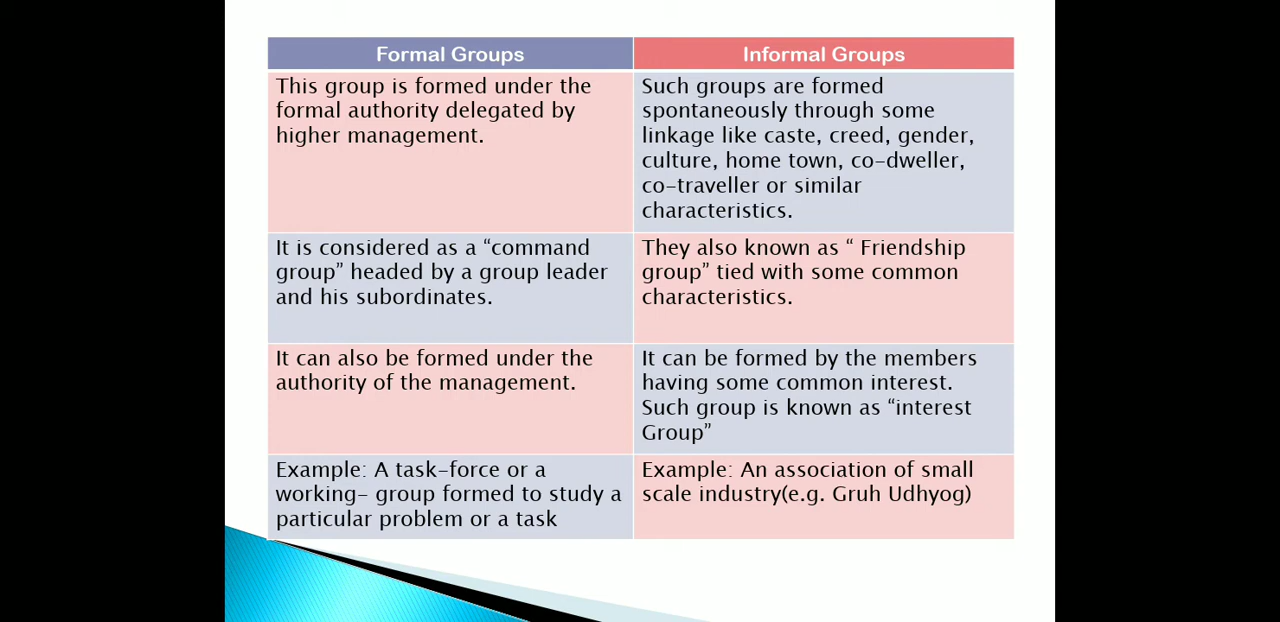 Formal Groups
Informal Groups
This group is formed under the
formal authority delegated by
higher management.
Such groups are formed
spontaneously through some
linkage like caste, creed, gender,
culture, home town, co-dweller,
co-traveller or similar
characteristics.
It is considered as a “command
group” headed by a group leader
and his subordinates.
They also known as “ Friendship
group” tied with some common
characteristics.
It can also be formed under the
authority of the management.
It can be formed by the members
having some common interest.
Such group is known as “interest
Group”
Example: A task-force or a
working- group formed to study a
particular problem or a task
Example: An association of small
scale industry(e.g. Gruh Udhyog)